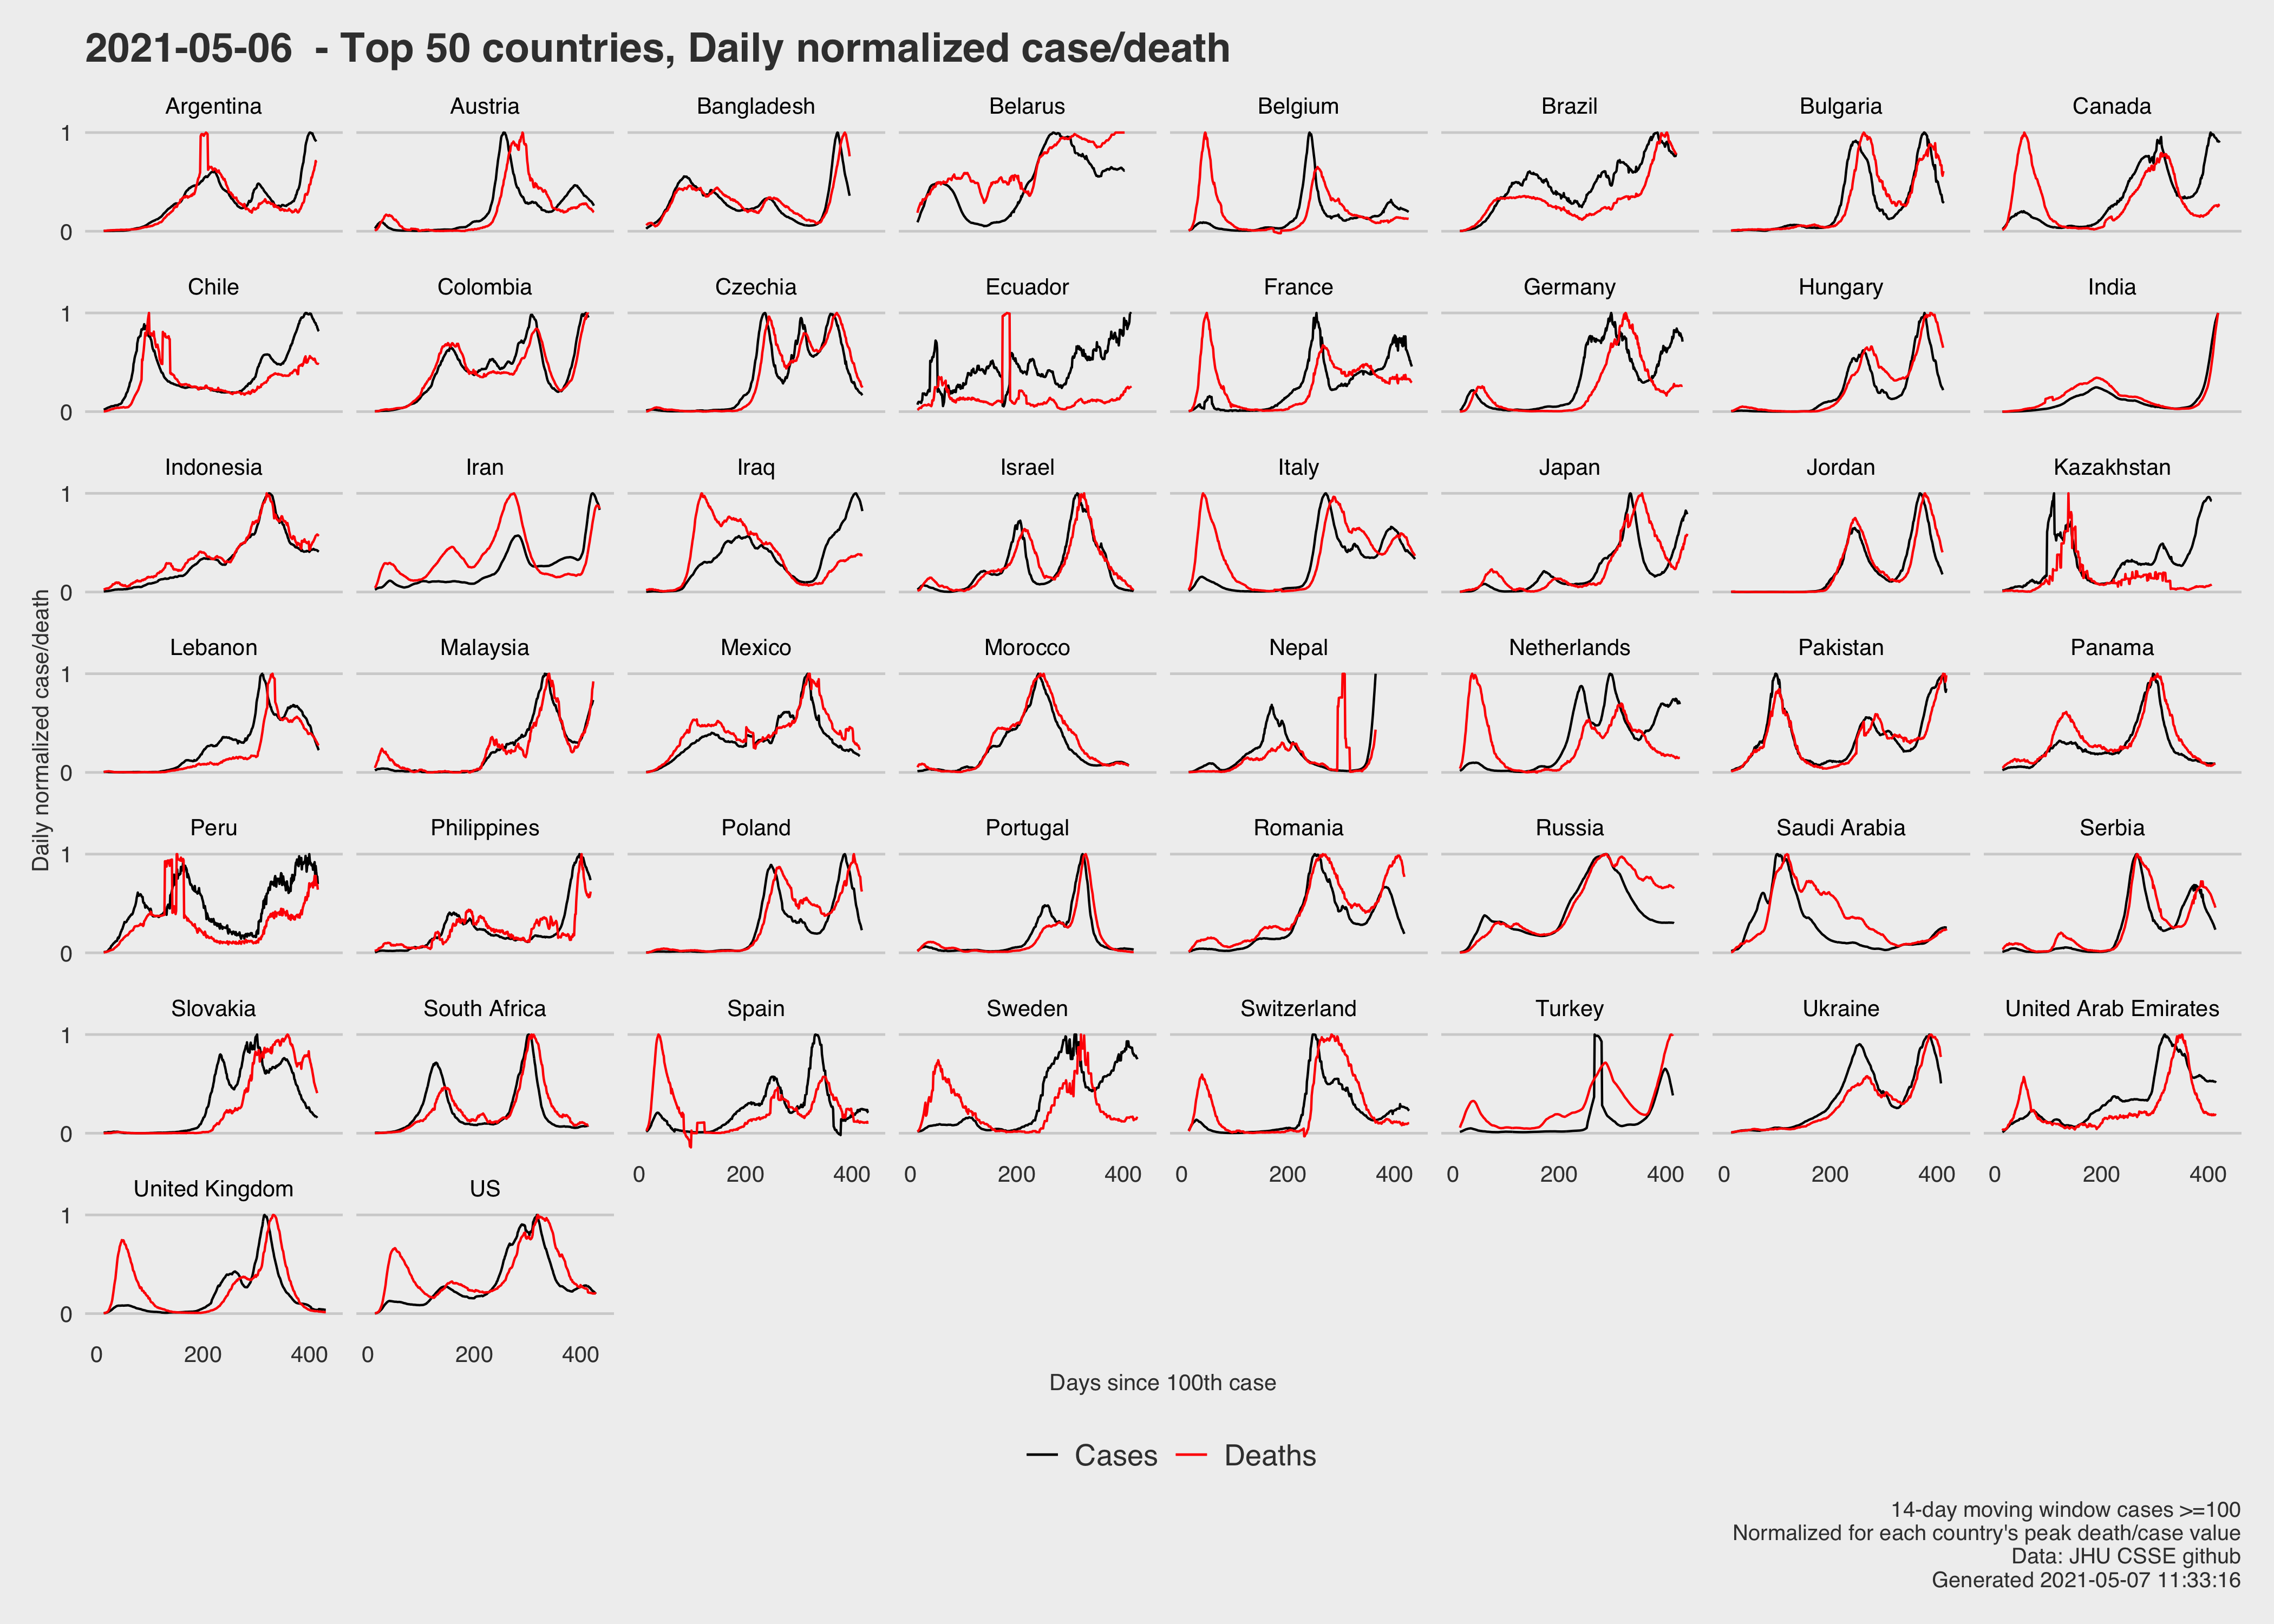 2021-05-06  - Top 50 countries, Daily normalized case/death
Argentina Austria Bangladesh Belarus Belgium Brazil Bulgaria Canada
1
0
Chile Colombia Czechia Ecuador France Germany Hungary India
1
0
Indonesia Iran Iraq Israel Italy Japan Jordan Kazakhstan
1
0
Daily normalized case/death
Lebanon Malaysia Mexico Morocco Nepal Netherlands Pakistan Panama
1
0
Peru Philippines Poland Portugal Romania Russia Saudi Arabia Serbia
1
0
Slovakia South Africa Spain Sweden Switzerland Turkey Ukraine United Arab Emirates
1
0
0 200 400 0 200 400 0 200 400 0 200 400 0 200 400 0 200 400
United Kingdom US
1
0
0 200 400 0 200 400
Days since 100th case
Cases Deaths
14-day moving window cases >=100
Normalized for each country's peak death/case value
Data: JHU CSSE github
Generated 2021-05-07 11:33:16